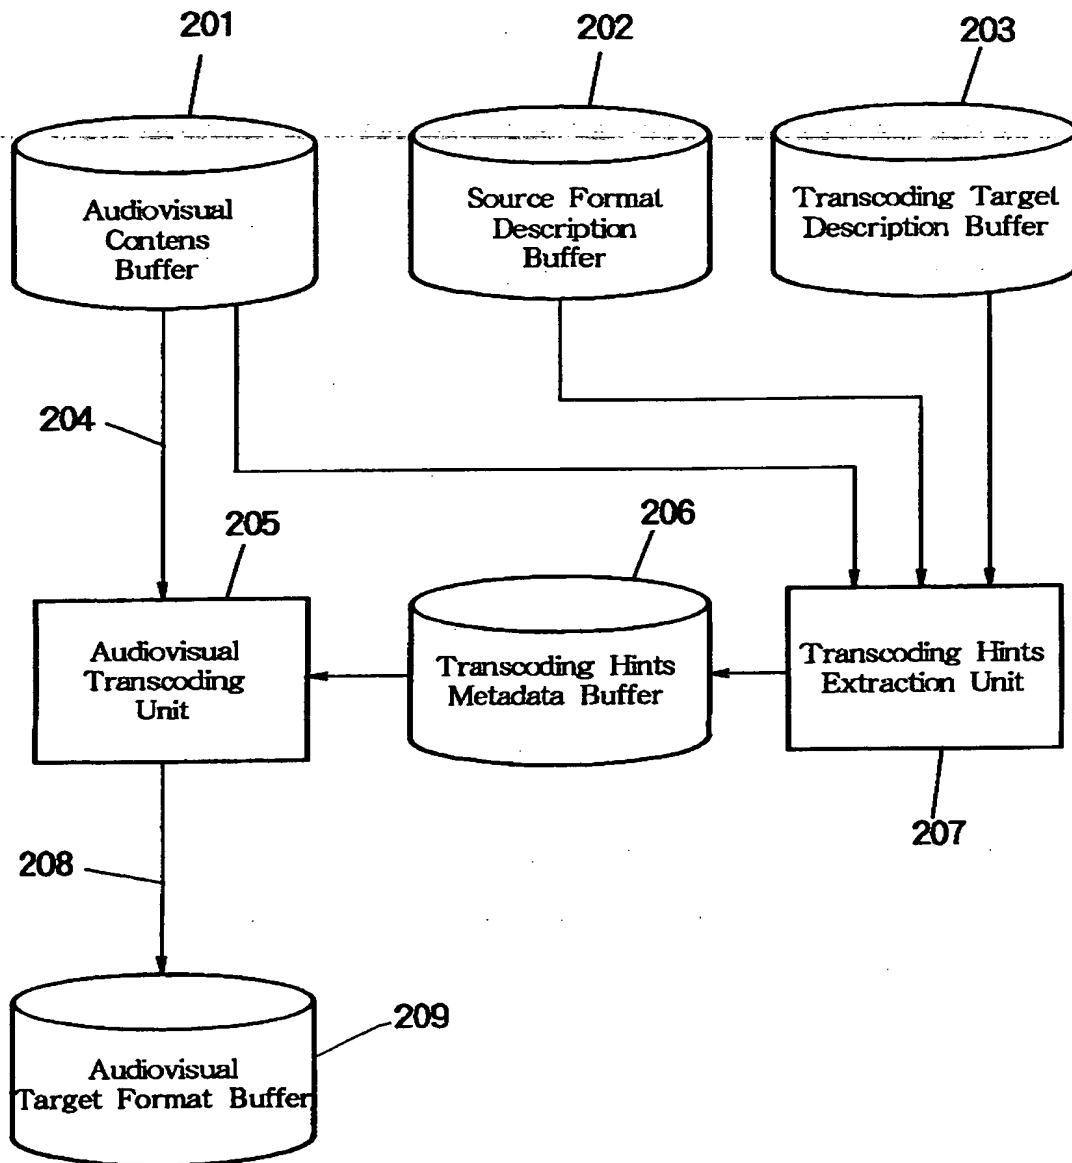 201
202
203
Audiovisual
Contens
Buffer
Source Format
Description
Buffer
Transcoding Target
Description Buffer
204
205
206
Audiovisual
Transcoding
Unit
Transcoding Hints
Metadata Buffer
Transcoding Hints
Extraction Unit
207
208
209
Audiovisual
Target Format Buffer